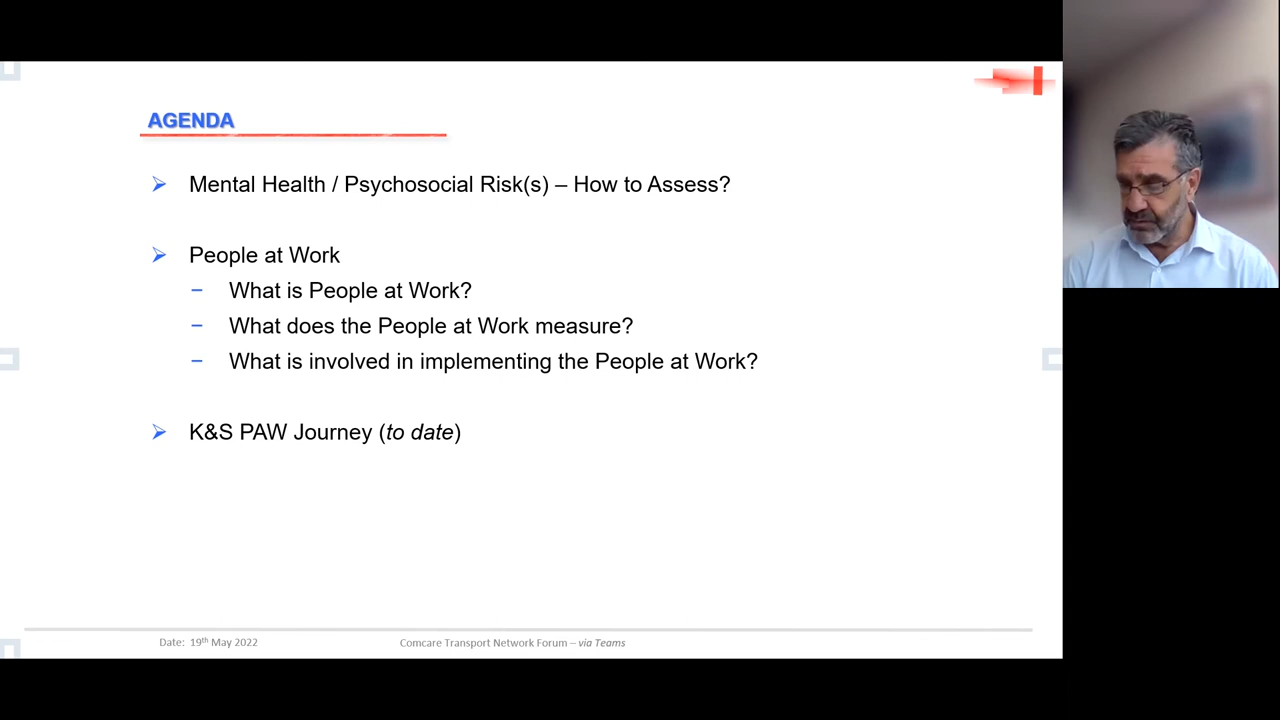 AGENDA
Mental Health / Psychosocial Risk(s) – How to Assess?
People at Work
– What is People at Work?
– What does the People at Work measure?
– What is involved in implementing the People at Work?
K&S PAW Journey (to date)
Date: 19th May 2022
Comcare Transport Network Forum – via Teams